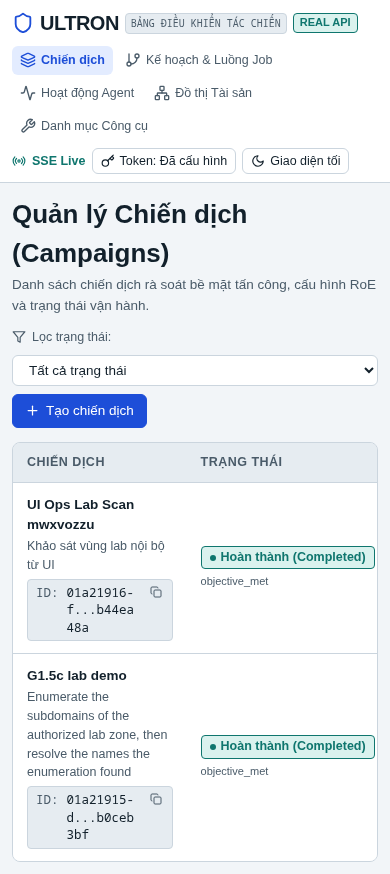 ULTRON BẢNG ĐIỀU KHIỂN TÁC CHIẾN REAL API
Chiến dịch Kế hoạch & Luồng Job
Hoạt động Agent Đồ thị Tài sản
Danh mục Công cụ
SSE Live Token: Đã cấu hình Giao diện tối
Quản lý Chiến dịch
(Campaigns)
Danh sách chiến dịch rà soát bề mặt tấn công, cấu hình RoE
và trạng thái vận hành.
Lọc trạng thái:
Tất cả trạng thái
+ Tạo chiến dịch
CHIẾN DỊCH TRẠNG THÁI
UI Ops Lab Scan
mwxvozzu
Khảo sát vùng lab nội bộ
từ UI
ID: 01a21916-
f...b44ea
48a
Hoàn thành (Completed)
objective_met
G1.5c lab demo
Enumerate the
subdomains of the
authorized lab zone, then
resolve the names the
enumeration found
ID: 01a21915-
d...b0ceb
3bf
Hoàn thành (Completed)
objective_met